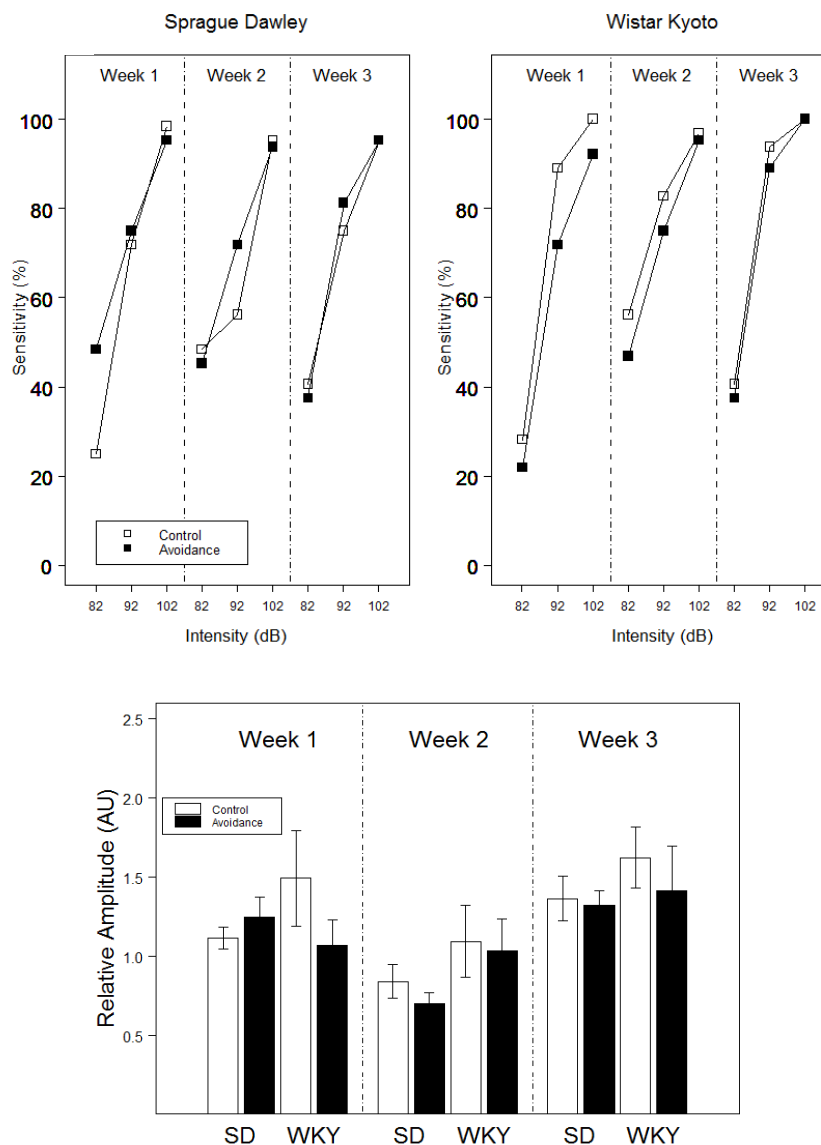 Sprague Dawley
Week 1 Week 2 Week 3
100
80
60
40
20
0
Sensitivity (%)
Control
Avoidance
82 92 102 82 92 102 82 92 102
Intensity (dB)
Wistar Kyoto
Week 1 Week 2 Week 3
100
80
60
40
20
0
Sensitivity (%)
82 92 102 82 92 102 82 92 102
Intensity (dB)
2.5
2.0
1.5
1.0
0.5
Relative Amplitude (AU)
Week 1 Week 2 Week 3
Control
Avoidance
SD WKY SD WKY SD WKY